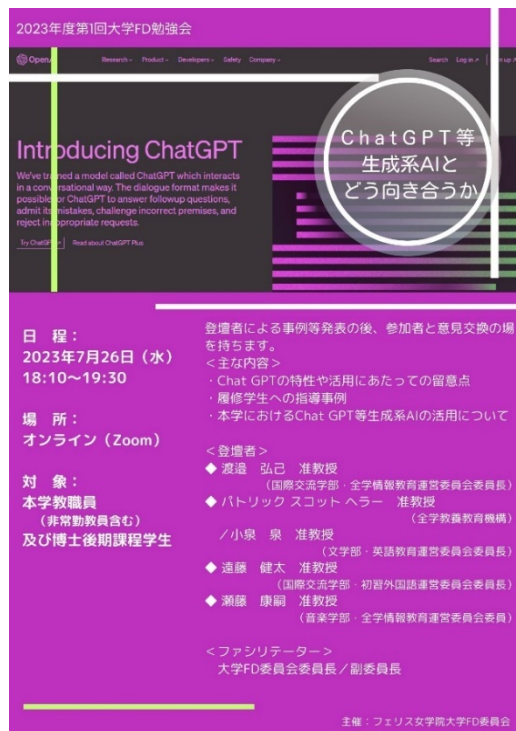 2023年度第1回大学FD勉強会
OpenAI
Research Product Developers Safety Company
Search Log in
Introducing ChatGPT
We've trained a model called ChatGPT which interacts
in a conversational way. The dialogue format makes it
possible for ChatGPT to answer followup questions,
admit its mistakes, challenge incorrect premises, and
reject inappropriate requests.
Try ChatGPT Read about ChatGPT Plus
ChatGPT等
生成系AIと
どう向き合うか
日 程：
2023年7月26日（水）
18:10～19:30
場 所：
オンライン（Zoom）
対 象：
本学教職員
（非常勤教員含む）
及び博士後期課程学生
登壇者による事例等発表の後、参加者と意見交換の場
を持ちます。
＜主な内容＞
・Chat GPTの特性や活用にあたっての留意点
・履修学生への指導事例
・本学におけるChat GPT等生成系AIの活用について
＜登壇者＞
◆ 渡邉 弘己 准教授
（国際交流学部・全学情報教育運営委員会委員長）
◆ パトリック スコット ヘラー 准教授
（全学教養教育機構）
／小泉 泉 准教授
（文学部・英語教育運営委員会委員長）
◆ 遠藤 健太 准教授
（国際交流学部・初習外国語運営委員会委員長）
◆ 瀬藤 康嗣 准教授
（音楽学部・全学情報教育運営委員会委員）
＜ファシリテーター＞
大学FD委員会委員長／副委員長
主催：フェリス女学院大学FD委員会